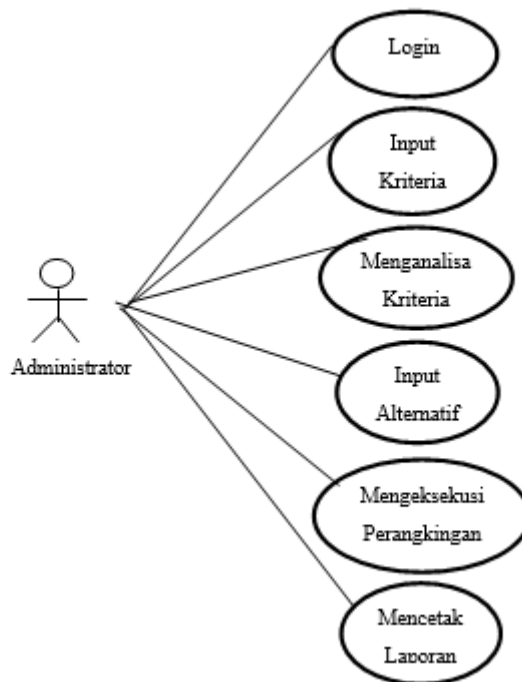 Login
Input
Kriteria
Menganalisa
Kriteria
Administrator
Input
Alternatif
Mengeksekusi
Perangkingan
Mencetak
Laporan